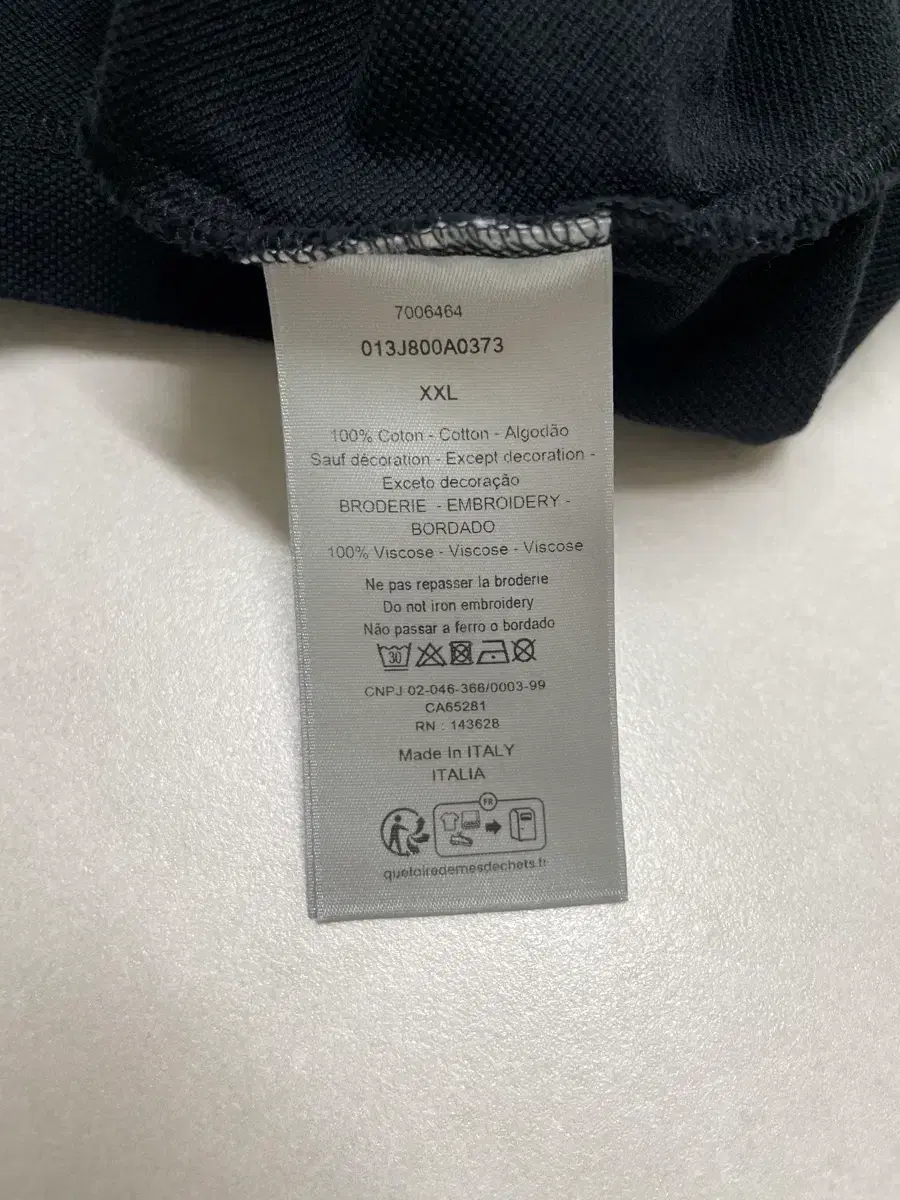 7006464
013J800A0373
XXL
100% Coton - Cotton - Algodão
Sauf décoration - Except decoration -
Exceto decoração
BRODERIE - EMBROIDERY -
BORDADO
100% Viscose - Viscose - Viscose
Ne pas repasser la broderie
Do not iron embroidery
Não passar a ferro o bordado
30
CNPJ 02-046-366/0003-99
CA65281
RN : 143628
Made In ITALY
ITALIA
FR
quefairedemesdechets.fr